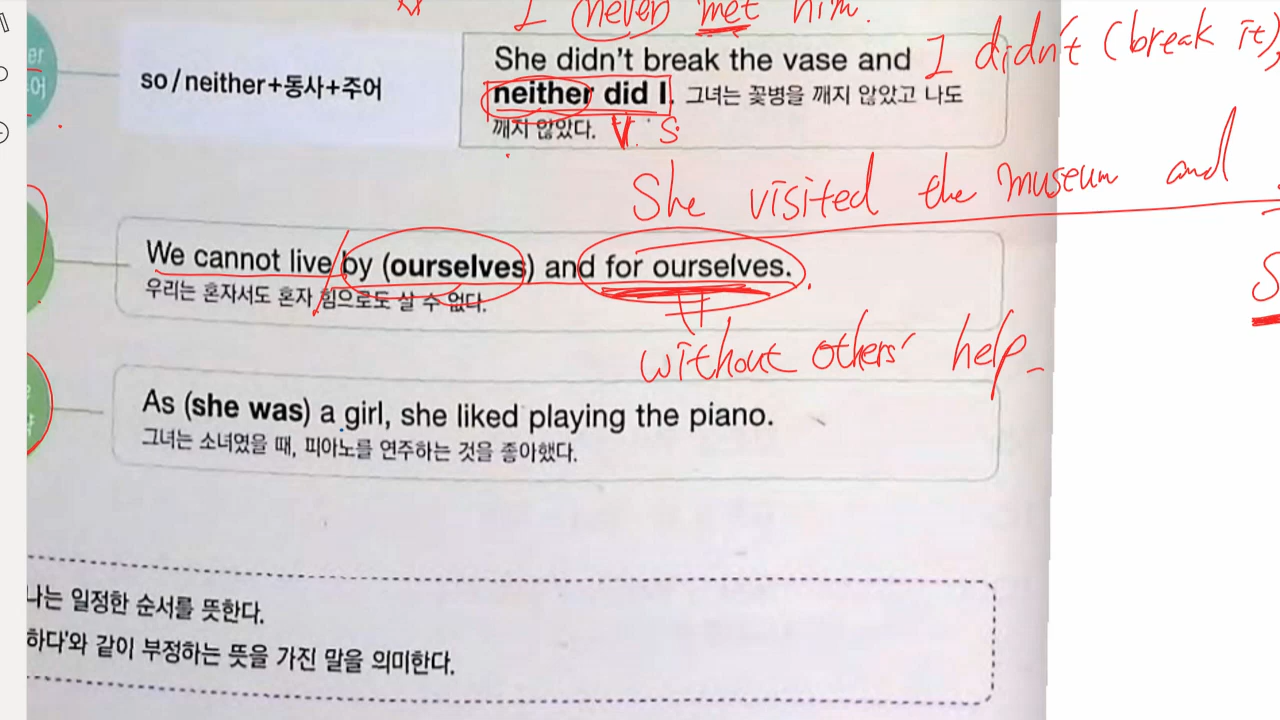 I never met him.
I didn't (break it),
so/neither+동사+주어
She didn't break the vase and
neither did I. 그녀는 꽃병을 깨지 않았고 나도
깨지 않았다.
V. S.
She visited the museum and
We cannot live by (ourselves) and for ourselves.
우리는 혼자서도 혼자 힘으로도 살 수 없다.
without others' help.
As (she was) a girl, she liked playing the piano.
그녀는 소녀였을 때, 피아노를 연주하는 것을 좋아했다.
나는 일정한 순서를 뜻한다.
하다'와 같이 부정하는 뜻을 가진 말을 의미한다.